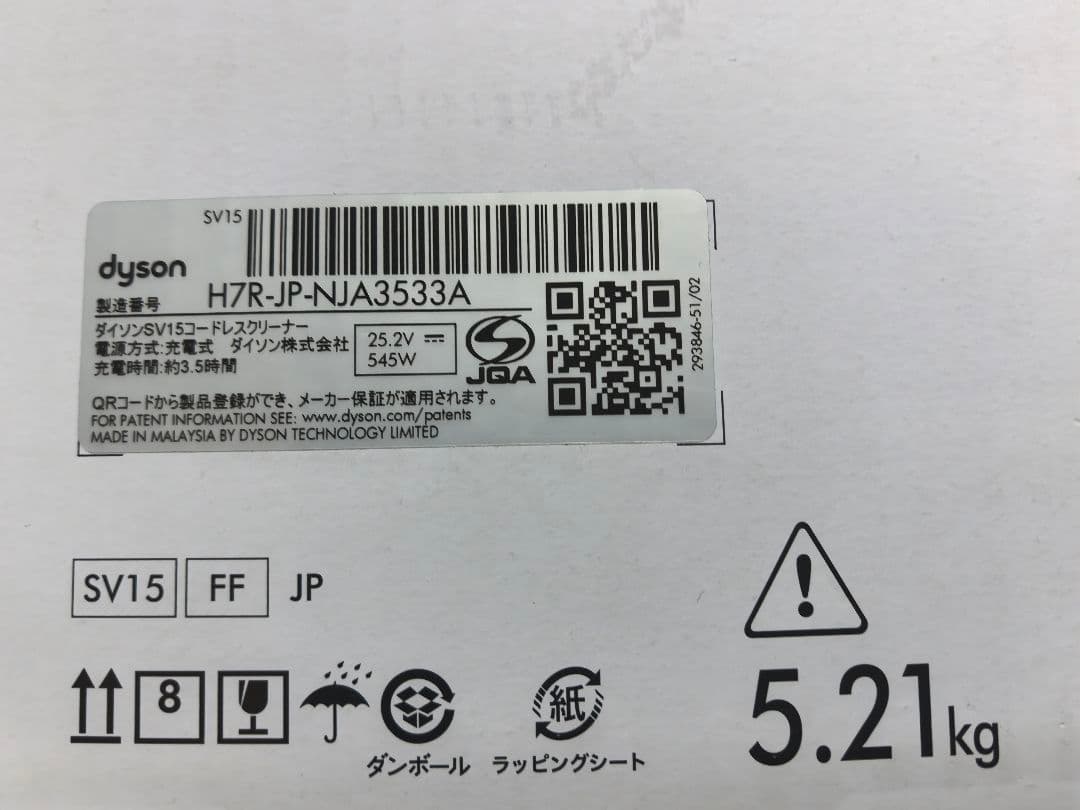 SV15
dyson
製造番号 H7R-JP-NJA3533A
ダイソンSV15コードレスクリーナー
電源方式:充電式 ダイソン株式会社
充電時間:約3.5時間
25.2V ⎓
545W
JQA
293846-51/02
QRコードから製品登録ができ、メーカー保証が適用されます。
FOR PATENT INFORMATION SEE: www.dyson.com/patents
MADE IN MALAYSIA BY DYSON TECHNOLOGY LIMITED
SV15 FF JP
8
紙
ダンボール ラッピングシート
5.21kg